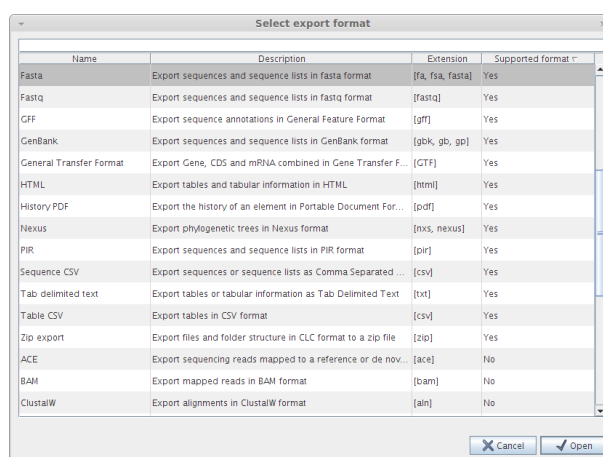 Select export format
Name Description Extension Supported format
Fasta Export sequences and sequence lists in fasta format [fa, fsa, fasta] Yes
Fastq Export sequences and sequence lists in fastq format [fastq] Yes
GFF Export sequence annotations in General Feature Format [gff] Yes
GenBank Export sequences and sequence lists in GenBank format [gbk, gb, gp] Yes
General Transfer Format Export Gene, CDS and mRNA combined in Gene Transfer F... [GTF] Yes
HTML Export tables and tabular information in HTML [html] Yes
History PDF Export the history of an element in Portable Document For... [pdf] Yes
Nexus Export phylogenetic trees in Nexus format [nxs, nexus] Yes
PIR Export sequences and sequence lists in PIR format [pir] Yes
Sequence CSV Export sequences or sequence lists as Comma Separated ... [csv] Yes
Tab delimited text Export tables or tabular information as Tab Delimited Text [txt] Yes
Table CSV Export tables in CSV format [csv] Yes
Zip export Export files and folder structure in CLC format to a zip file [zip] Yes
ACE Export sequencing reads mapped to a reference or de nov... [ace] No
BAM Export mapped reads in BAM format [bam] No
ClustalW Export alignments in ClustalW format [aln] No
Cancel Open